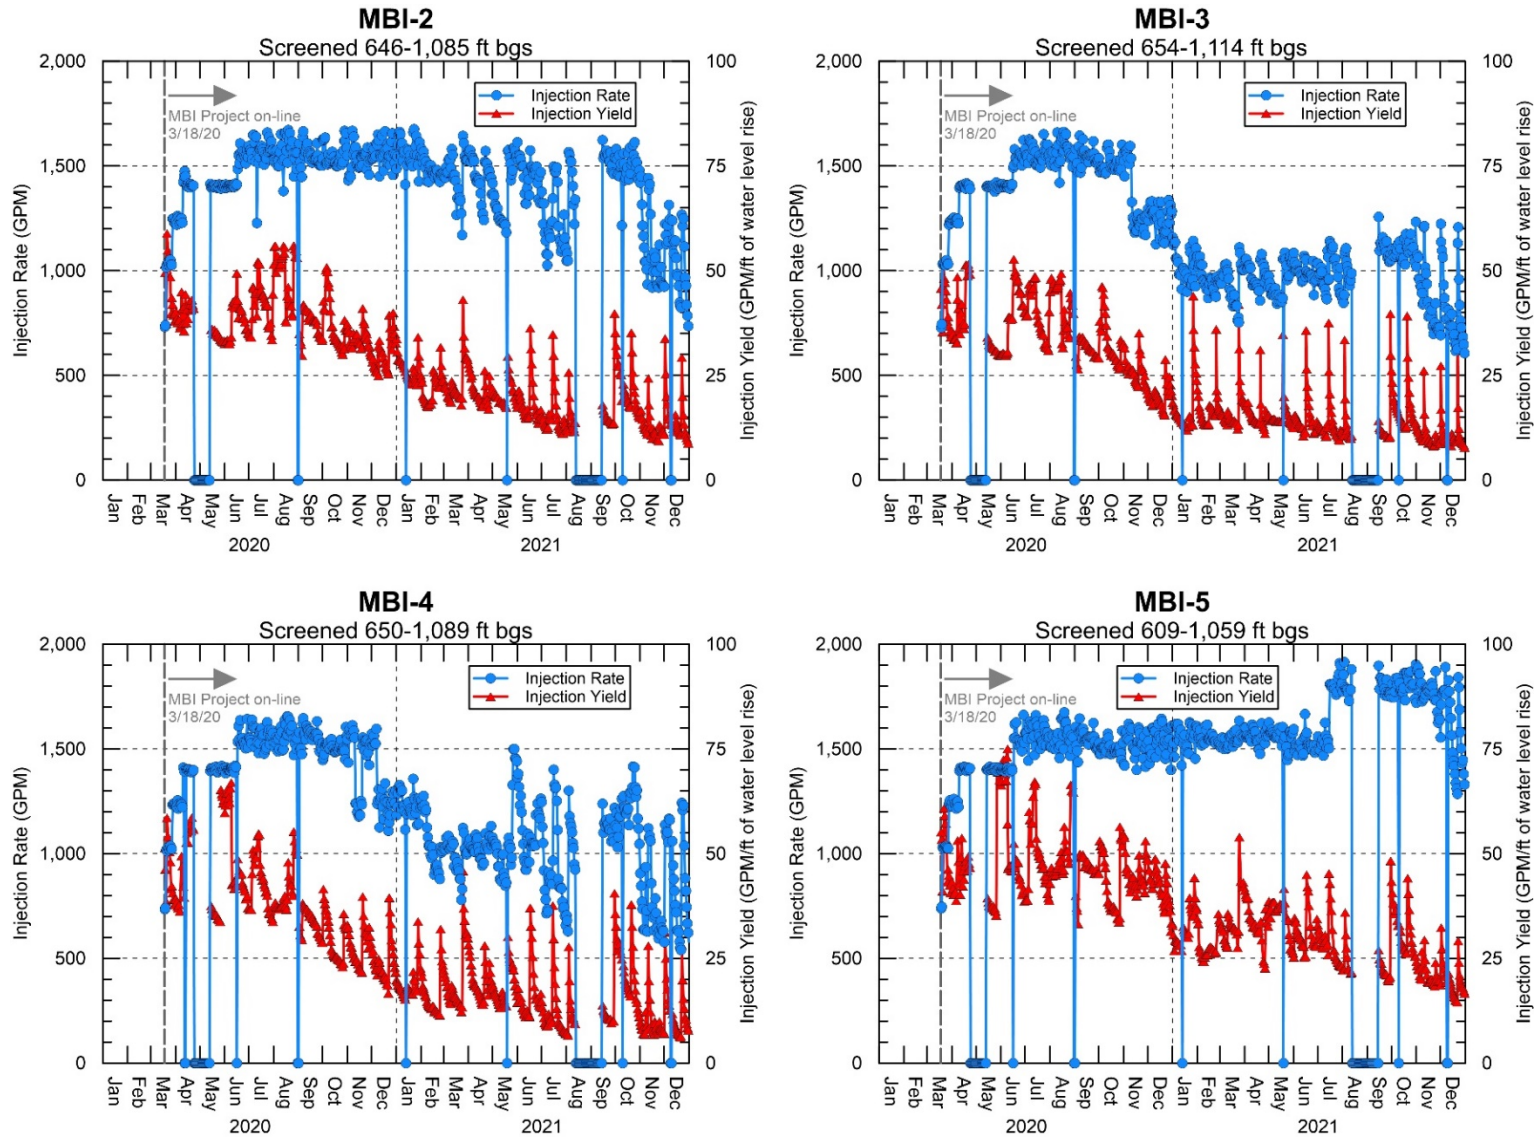 MBI-2
Screened 646-1,085 ft bgs
2,000
1,500
1,000
500
0
100
75
50
25
0
Injection Rate (GPM)
Injection Yield (GPM/ft of water level rise)
Injection Rate
Injection Yield
MBI Project on-line
3/18/20
Jan Feb Mar Apr May Jun Jul Aug Sep Oct Nov Dec Jan Feb Mar Apr May Jun Jul Aug Sep Oct Nov Dec
2020 2021
MBI-3
Screened 654-1,114 ft bgs
2,000
1,500
1,000
500
0
100
75
50
25
0
Injection Rate (GPM)
Injection Yield (GPM/ft of water level rise)
Injection Rate
Injection Yield
MBI Project on-line
3/18/20
Jan Feb Mar Apr May Jun Jul Aug Sep Oct Nov Dec Jan Feb Mar Apr May Jun Jul Aug Sep Oct Nov Dec
2020 2021
MBI-4
Screened 650-1,089 ft bgs
2,000
1,500
1,000
500
0
100
75
50
25
0
Injection Rate (GPM)
Injection Yield (GPM/ft of water level rise)
Injection Rate
Injection Yield
MBI Project on-line
3/18/20
Jan Feb Mar Apr May Jun Jul Aug Sep Oct Nov Dec Jan Feb Mar Apr May Jun Jul Aug Sep Oct Nov Dec
2020 2021
MBI-5
Screened 609-1,059 ft bgs
2,000
1,500
1,000
500
0
100
75
50
25
0
Injection Rate (GPM)
Injection Yield (GPM/ft of water level rise)
Injection Rate
Injection Yield
MBI Project on-line
3/18/20
Jan Feb Mar Apr May Jun Jul Aug Sep Oct Nov Dec Jan Feb Mar Apr May Jun Jul Aug Sep Oct Nov Dec
2020 2021